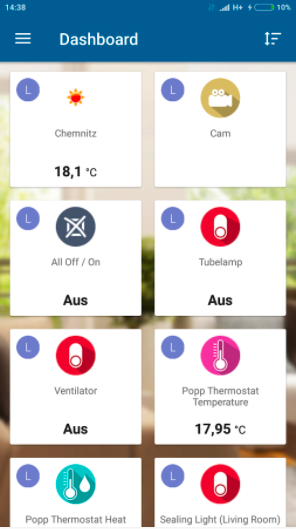 14:38 H+ 10%
Dashboard
L
Chemnitz
18,1 °C
L
Cam
L
All Off / On
Aus
L
Tubelamp
Aus
L
Ventilator
Aus
L
Popp Thermostat
Temperature
17,95 °C
L
Popp Thermostat Heat
L
Sealing Light (Living Room)